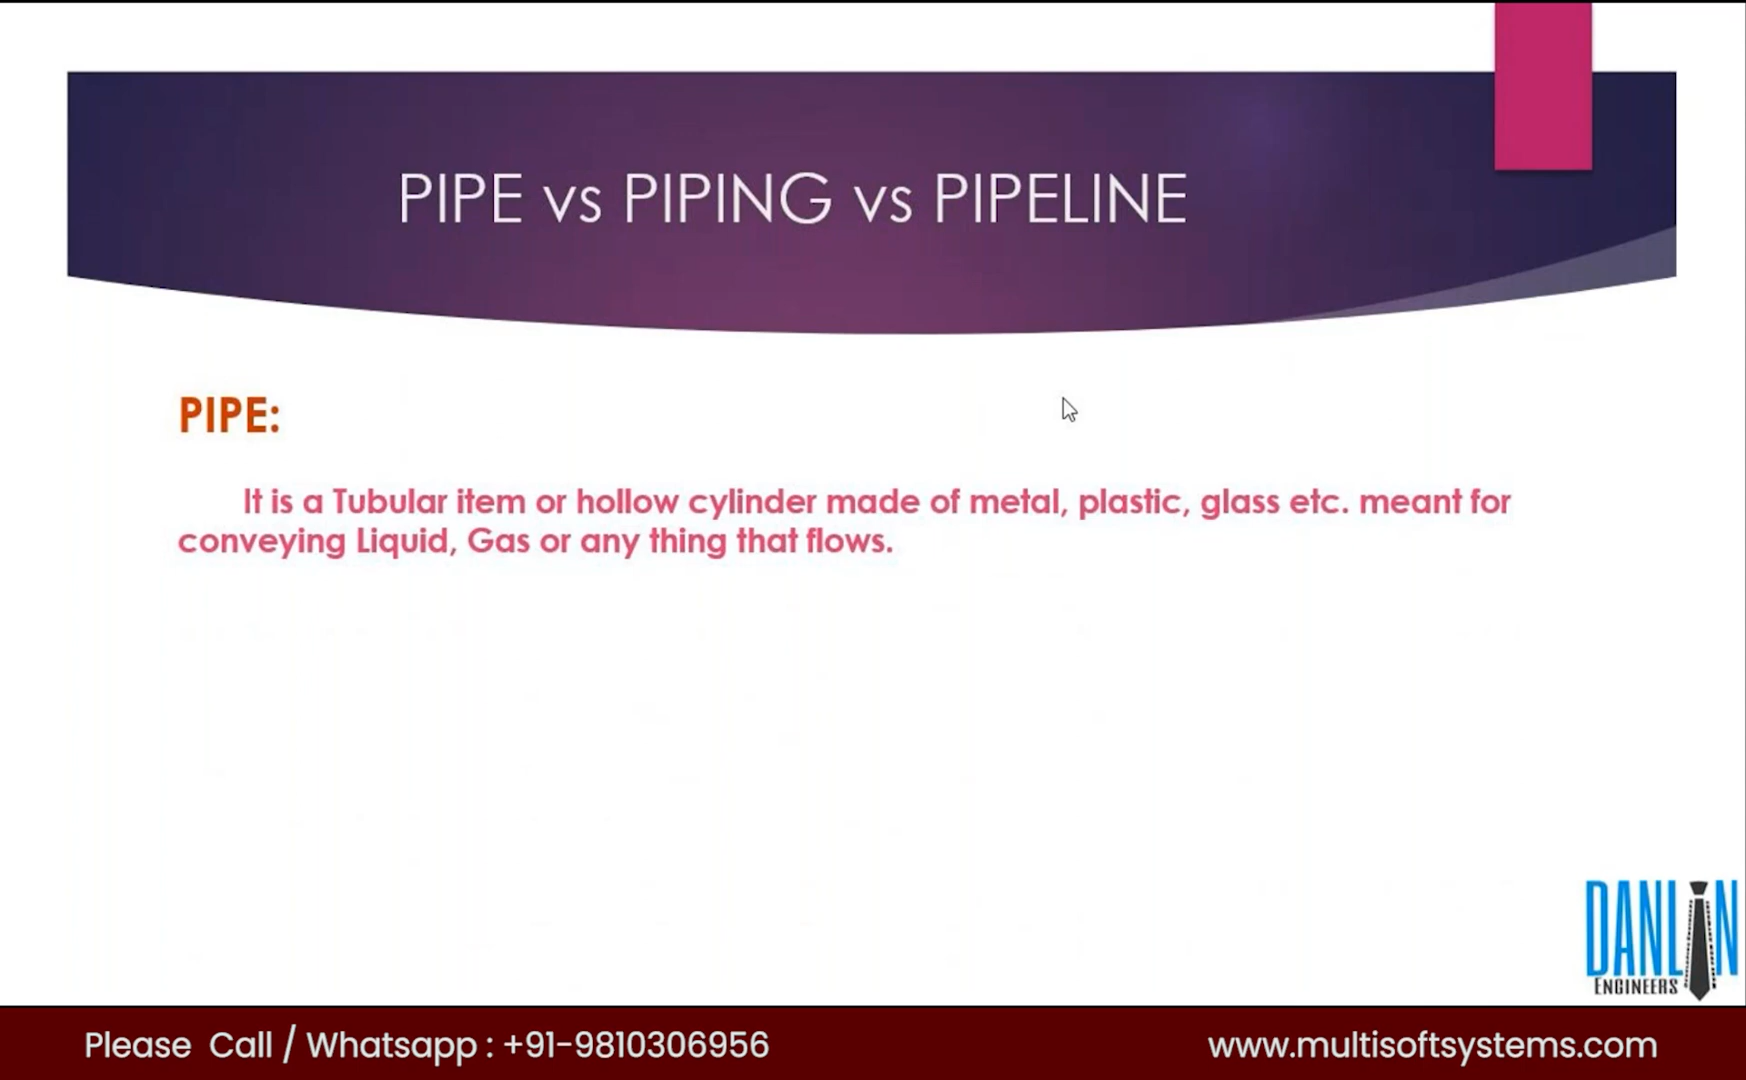 PIPE vs PIPING vs PIPELINE
PIPE:
It is a Tubular item or hollow cylinder made of metal, plastic, glass etc. meant for
conveying Liquid, Gas or any thing that flows.
DANLIN
ENGINEERS
Please Call / Whatsapp : +91-9810306956
www.multisoftsystems.com